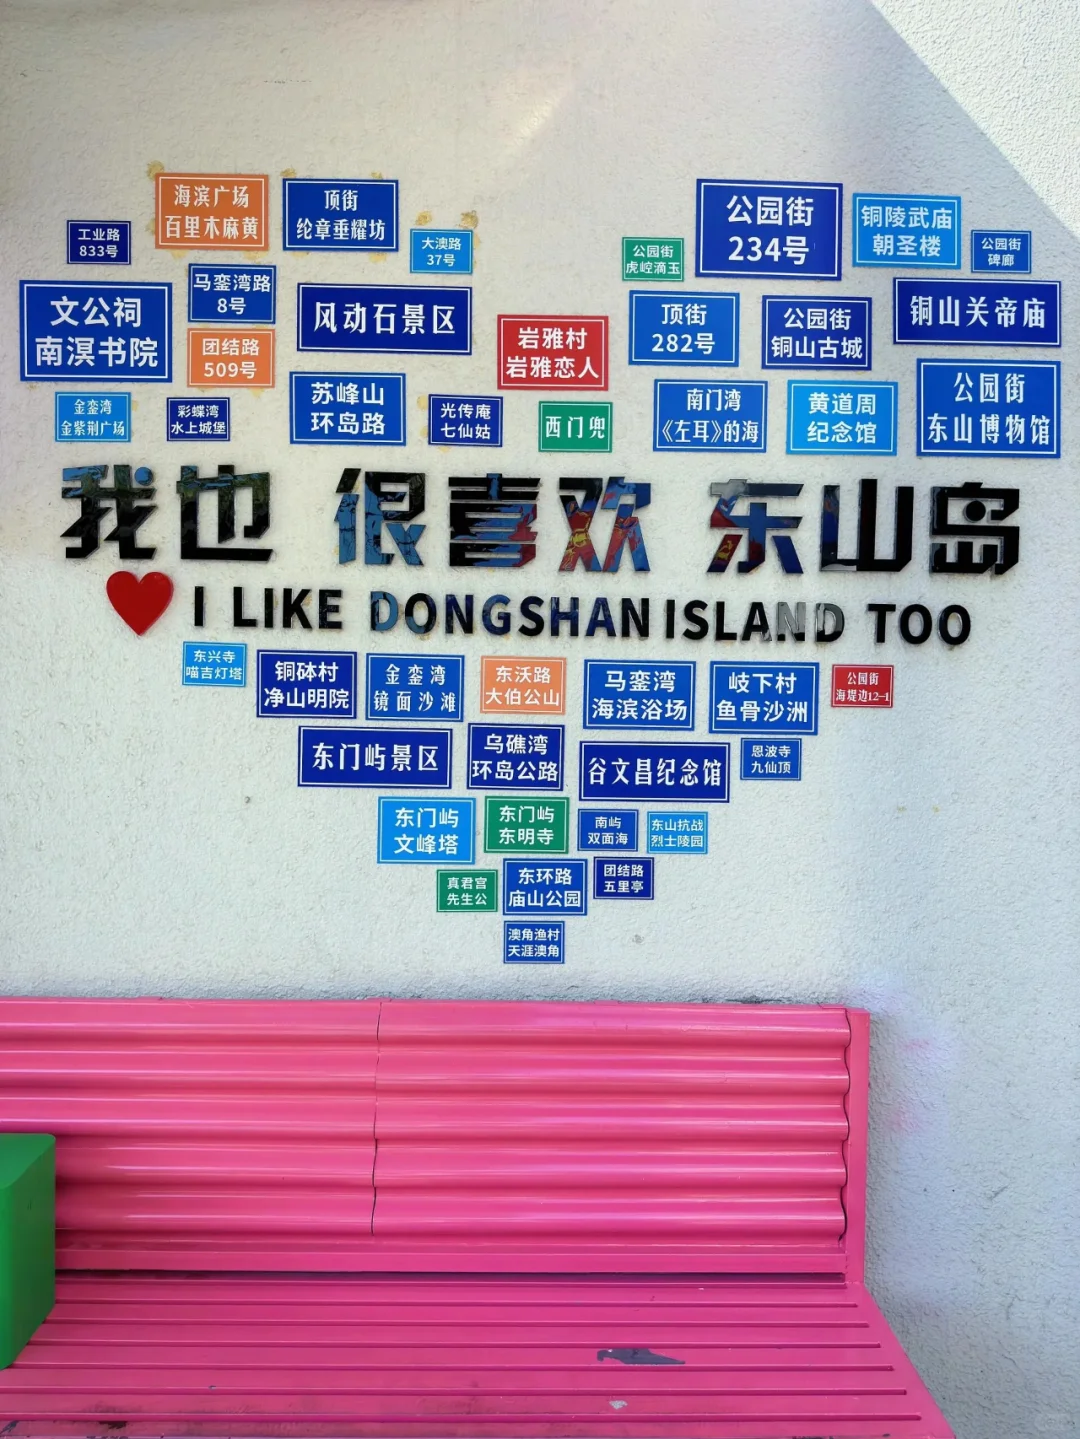 海滨广场
百里木麻黄
顶街
纶章垂耀坊
工业路
833号
大澳路
37号
公园街
234号
铜陵武庙
朝圣楼
公园街
虎崆滴玉
公园街
碑廊
文公祠
南溟书院
马銮湾路
8号
风动石景区
团结路
509号
岩雅村
岩雅恋人
顶街
282号
公园街
铜山古城
铜山关帝庙
金銮湾
金紫荆广场
彩蝶湾
水上城堡
苏峰山
环岛路
光传庵
七仙姑
西门兜
南门湾
《左耳》的海
黄道周
纪念馆
公园街
东山博物馆
我也 很喜欢 东山岛
I LIKE DONGSHAN ISLAND TOO
东兴寺
喵吉灯塔
铜砵村
净山明院
金銮湾
镜面沙滩
东沃路
大伯公山
马銮湾
海滨浴场
岐下村
鱼骨沙洲
公园街
海堤边12-1
东门屿景区
乌礁湾
环岛公路
谷文昌纪念馆
恩波寺
九仙顶
东门屿
文峰塔
东门屿
东明寺
南屿
双面海
东山抗战
烈士陵园
真君宫
先生公
东环路
庙山公园
团结路
五里亭
澳角渔村
天涯澳角